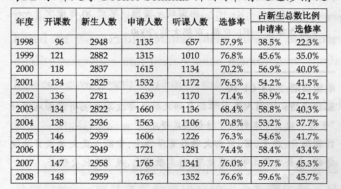 年度 开课数 新生人数 申请人数 听课人数 选修率 占新生总数比例
申请率 选修率
1998 96 2948 1135 657 57.9% 38.5% 22.3%
1999 121 2882 1315 1010 76.8% 45.6% 35.0%
2000 118 2837 1615 1134 70.2% 56.9% 40.0%
2001 134 2825 1532 1172 76.5% 54.2% 41.5%
2002 136 2781 1639 1170 71.4% 58.9% 42.1%
2003 134 2822 1660 1136 68.4% 58.8% 40.3%
2004 138 2936 1563 1106 70.8% 53.2% 37.7%
2005 146 2939 1606 1226 76.3% 54.6% 41.7%
2006 149 2949 1721 1281 74.4% 58.4% 43.4%
2007 147 2958 1765 1341 76.0% 59.7% 45.3%
2008 148 2959 1765 1352 76.6% 59.6% 45.7%